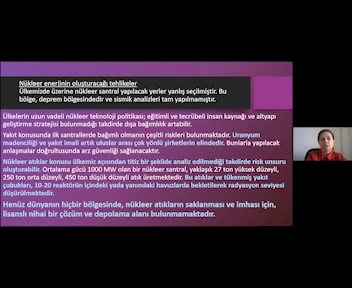 Nükleer enerjinin oluşturacağı tehlikeler
Ülkemizde üzerine nükleer santral yapılacak yerler yanlış seçilmiştir. Bu
bölge, deprem bölgesindedir ve sismik analizleri tam yapılmamıştır.
Ülkelerin uzun vadeli nükleer teknoloji politikası; eğitimli ve tecrübeli insan kaynağı ve altyapı
geliştirme stratejisi bulunmadığı takdirde dışa bağımlılık artabilir.
Yakıt konusunda ilk santrallerde bağımlı olmanın çeşitli riskleri bulunmaktadır. Uranyum
madenciliği ve yakıt imali artık uluslar arası çok yönlü şirketlerin elindedir. Bunlarla yapılacak
anlaşmalar doğrultusunda arz güvenliği sağlanacaktır.
Nükleer atıklar konusu ülkemiz açısından titiz bir şekilde analiz edilmediği takdirde risk unsuru
oluşturabilir. Ortalama gücü 1000 MW olan bir nükleer santral, yaklaşık 27 ton yüksek düzeyli,
250 ton orta düzeyli, 450 ton düşük düzeyli atık üretmektedir. Bu atıklar ve tükenmiş yakıt
çubukları, 10-20 reaktörün içindeki yada yanındaki havuzlarda bekletilerek radyasyon seviyesi
düşürülmektedir.
Henüz dünyanın hiçbir bölgesinde, nükleer atıkların saklanması ve imhası için,
lisanslı nihai bir çözüm ve depolama alanı bulunmamaktadır.